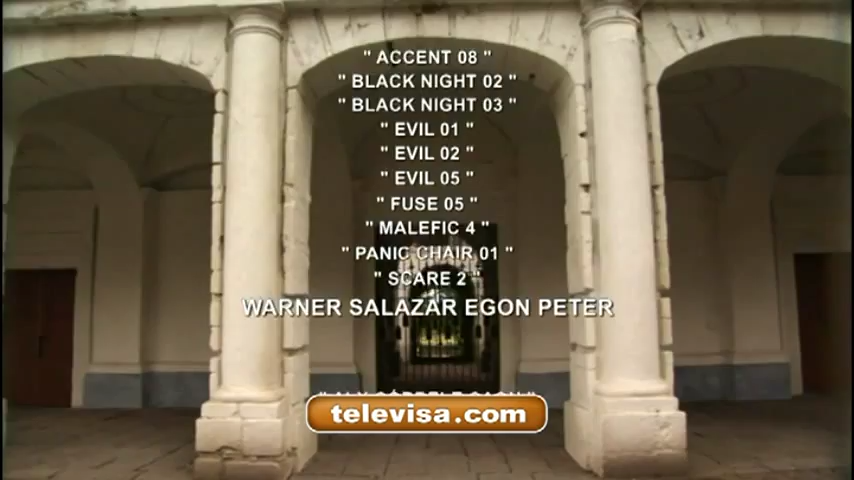 " ACCENT 08 "
" BLACK NIGHT 02 "
" BLACK NIGHT 03 "
" EVIL 01 "
" EVIL 02 "
" EVIL 05 "
" FUSE 05 "
" MALEFIC 4 "
" PANIC CHAIR 01 "
" SCARE 2 "
WARNER SALAZAR EGON PETER
televisa.com